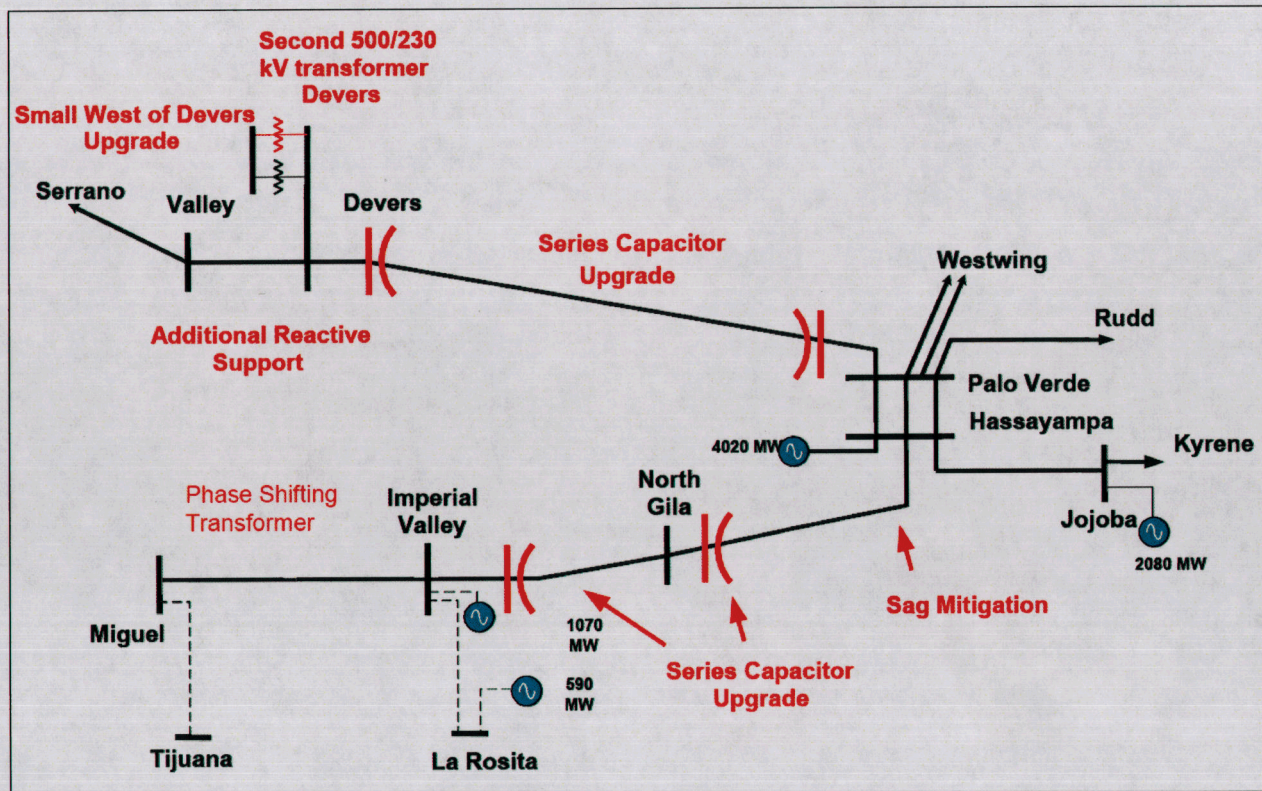 Second 500/230
kV transformer
Devers
Small West of Devers
Upgrade
Serrano
Valley
Devers
Series Capacitor
Upgrade
Westwing
Rudd
Additional Reactive
Support
Palo Verde
Hassayampa
4020 MW
Kyrene
North
Gila
Jojoba
2080 MW
Phase Shifting
Transformer
Imperial
Valley
Sag Mitigation
Miguel
1070
MW
Series Capacitor
Upgrade
590
MW
Tijuana
La Rosita